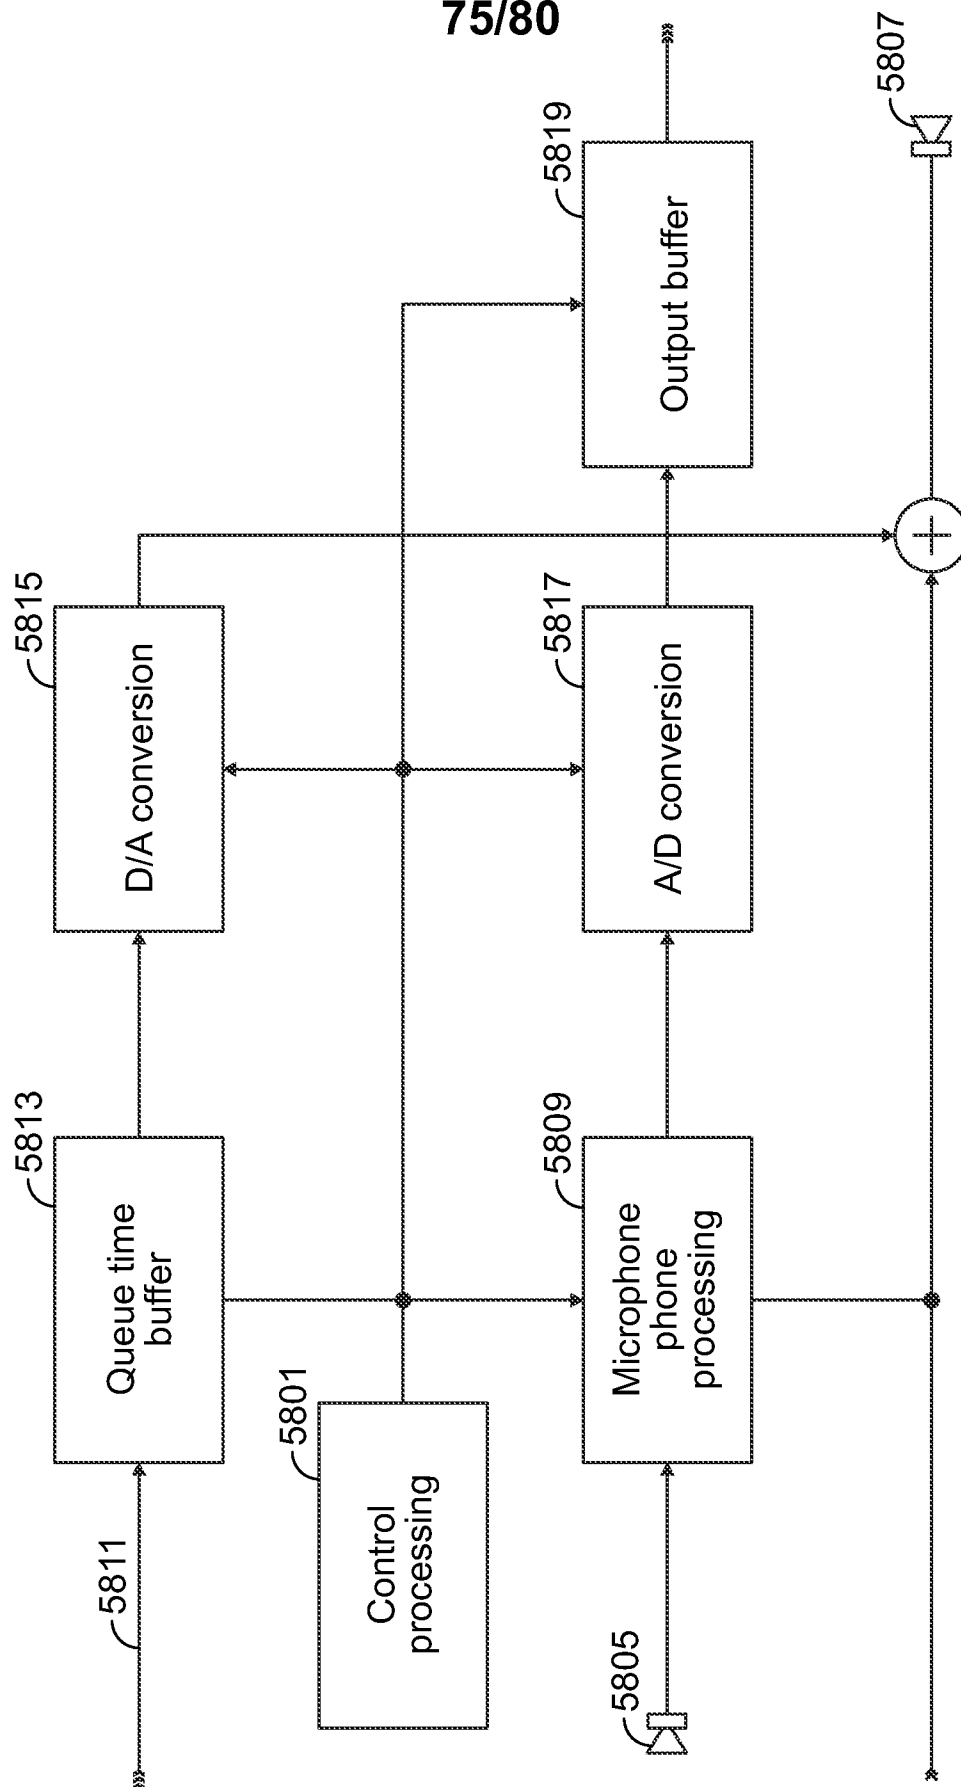 75/80
5811
Queue time
buffer
5813
D/A conversion
5815
Control
processing
5801
5805
Microphone
phone
processing
5809
A/D conversion
5817
Output buffer
5819
+
5807